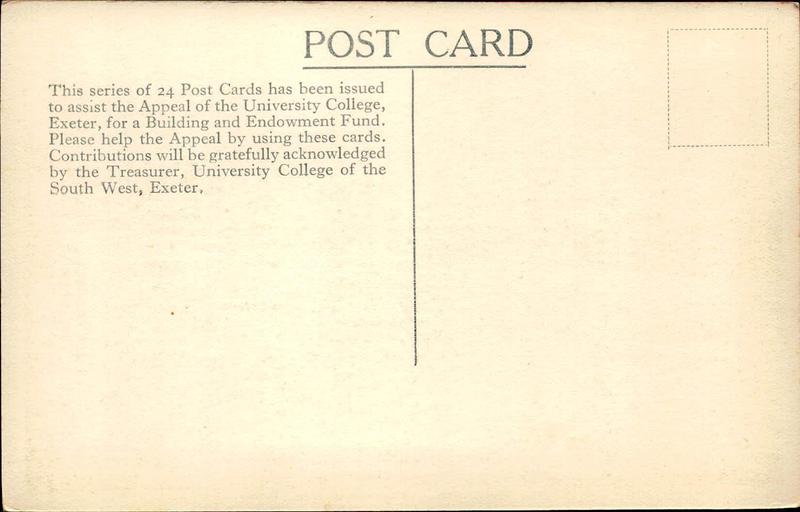 POST CARD
This series of 24 Post Cards has been issued
to assist the Appeal of the University College,
Exeter, for a Building and Endowment Fund.
Please help the Appeal by using these cards.
Contributions will be gratefully acknowledged
by the Treasurer, University College of the
South West, Exeter.